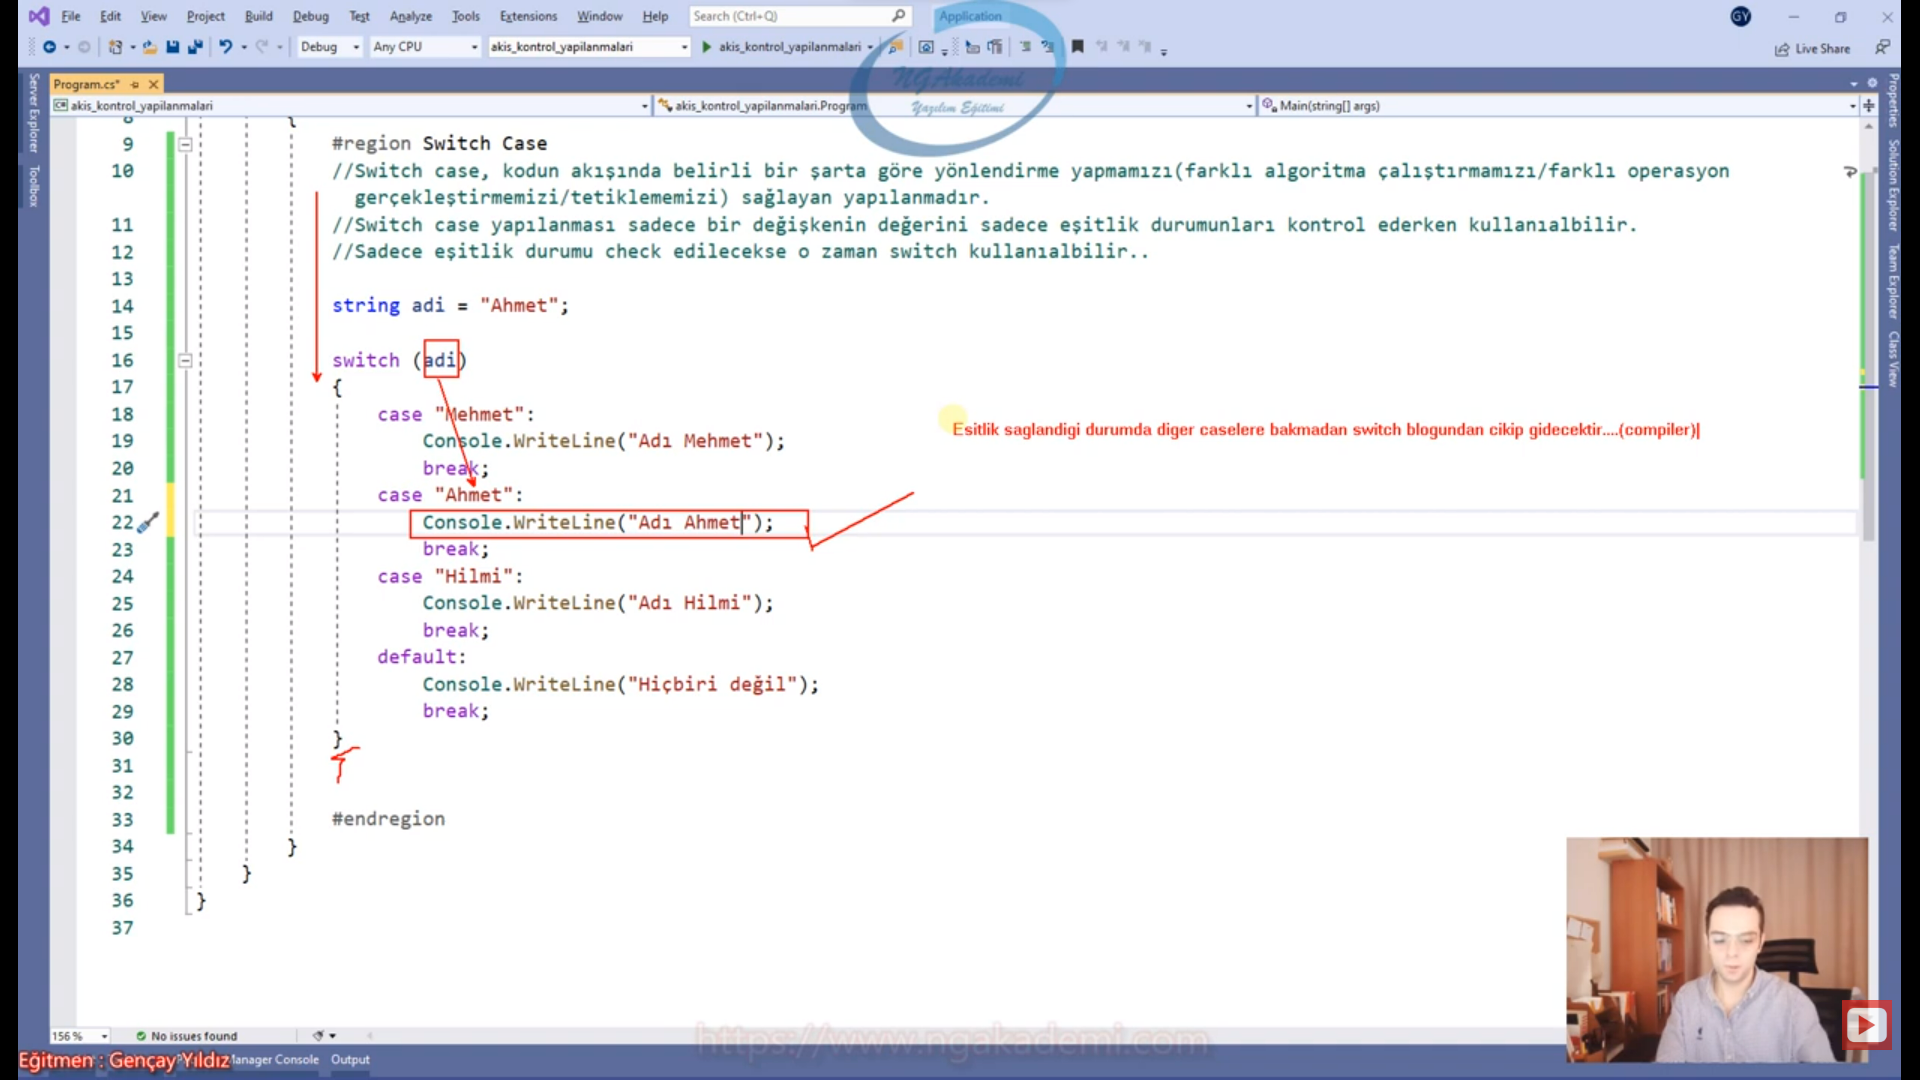 File Edit View Project Build Debug Test Analyze Tools Extensions Window Help Search (Ctrl+Q) Application GY
Debug Any CPU akis_kontrol_yapilanmalari akis_kontrol_yapilanmalari Live Share
NGAkademi
Yazılım Eğitimi
Program.cs*
akis_kontrol_yapilanmalari akis_kontrol_yapilanmalari.Program Main(string[] args)
Server Explorer
Toolbox
Properties
Solution Explorer
Team Explorer
Class View
8 {
9 #region Switch Case
10 //Switch case, kodun akışında belirli bir şarta göre yönlendirme yapmamızı(farklı algoritma çalıştırmamızı/farklı operasyon
gerçekleştirmemizi/tetiklememizi) sağlayan yapılanmadır.
11 //Switch case yapılanması sadece bir değişkenin değerini sadece eşitlik durumunları kontrol ederken kullanıalbilir.
12 //Sadece eşitlik durumu check edilecekse o zaman switch kullanıalbilir..
13
14 string adi = "Ahmet";
15
16 switch (adi)
17 {
18 case "Mehmet":
Esitlik saglandigi durumda diger caselere bakmadan switch blogundan cikip gidecektir....(compiler)
19 Console.WriteLine("Adı Mehmet");
20 break;
21 case "Ahmet":
22 Console.WriteLine("Adı Ahmet");
23 break;
24 case "Hilmi":
25 Console.WriteLine("Adı Hilmi");
26 break;
27 default:
28 Console.WriteLine("Hiçbiri değil");
29 break;
30 }
31
32
33 #endregion
34 }
35 }
36 }
37
156 % No issues found
https://www.ngakademi.com
Eğitmen : Gençay Yıldız Manager Console Output